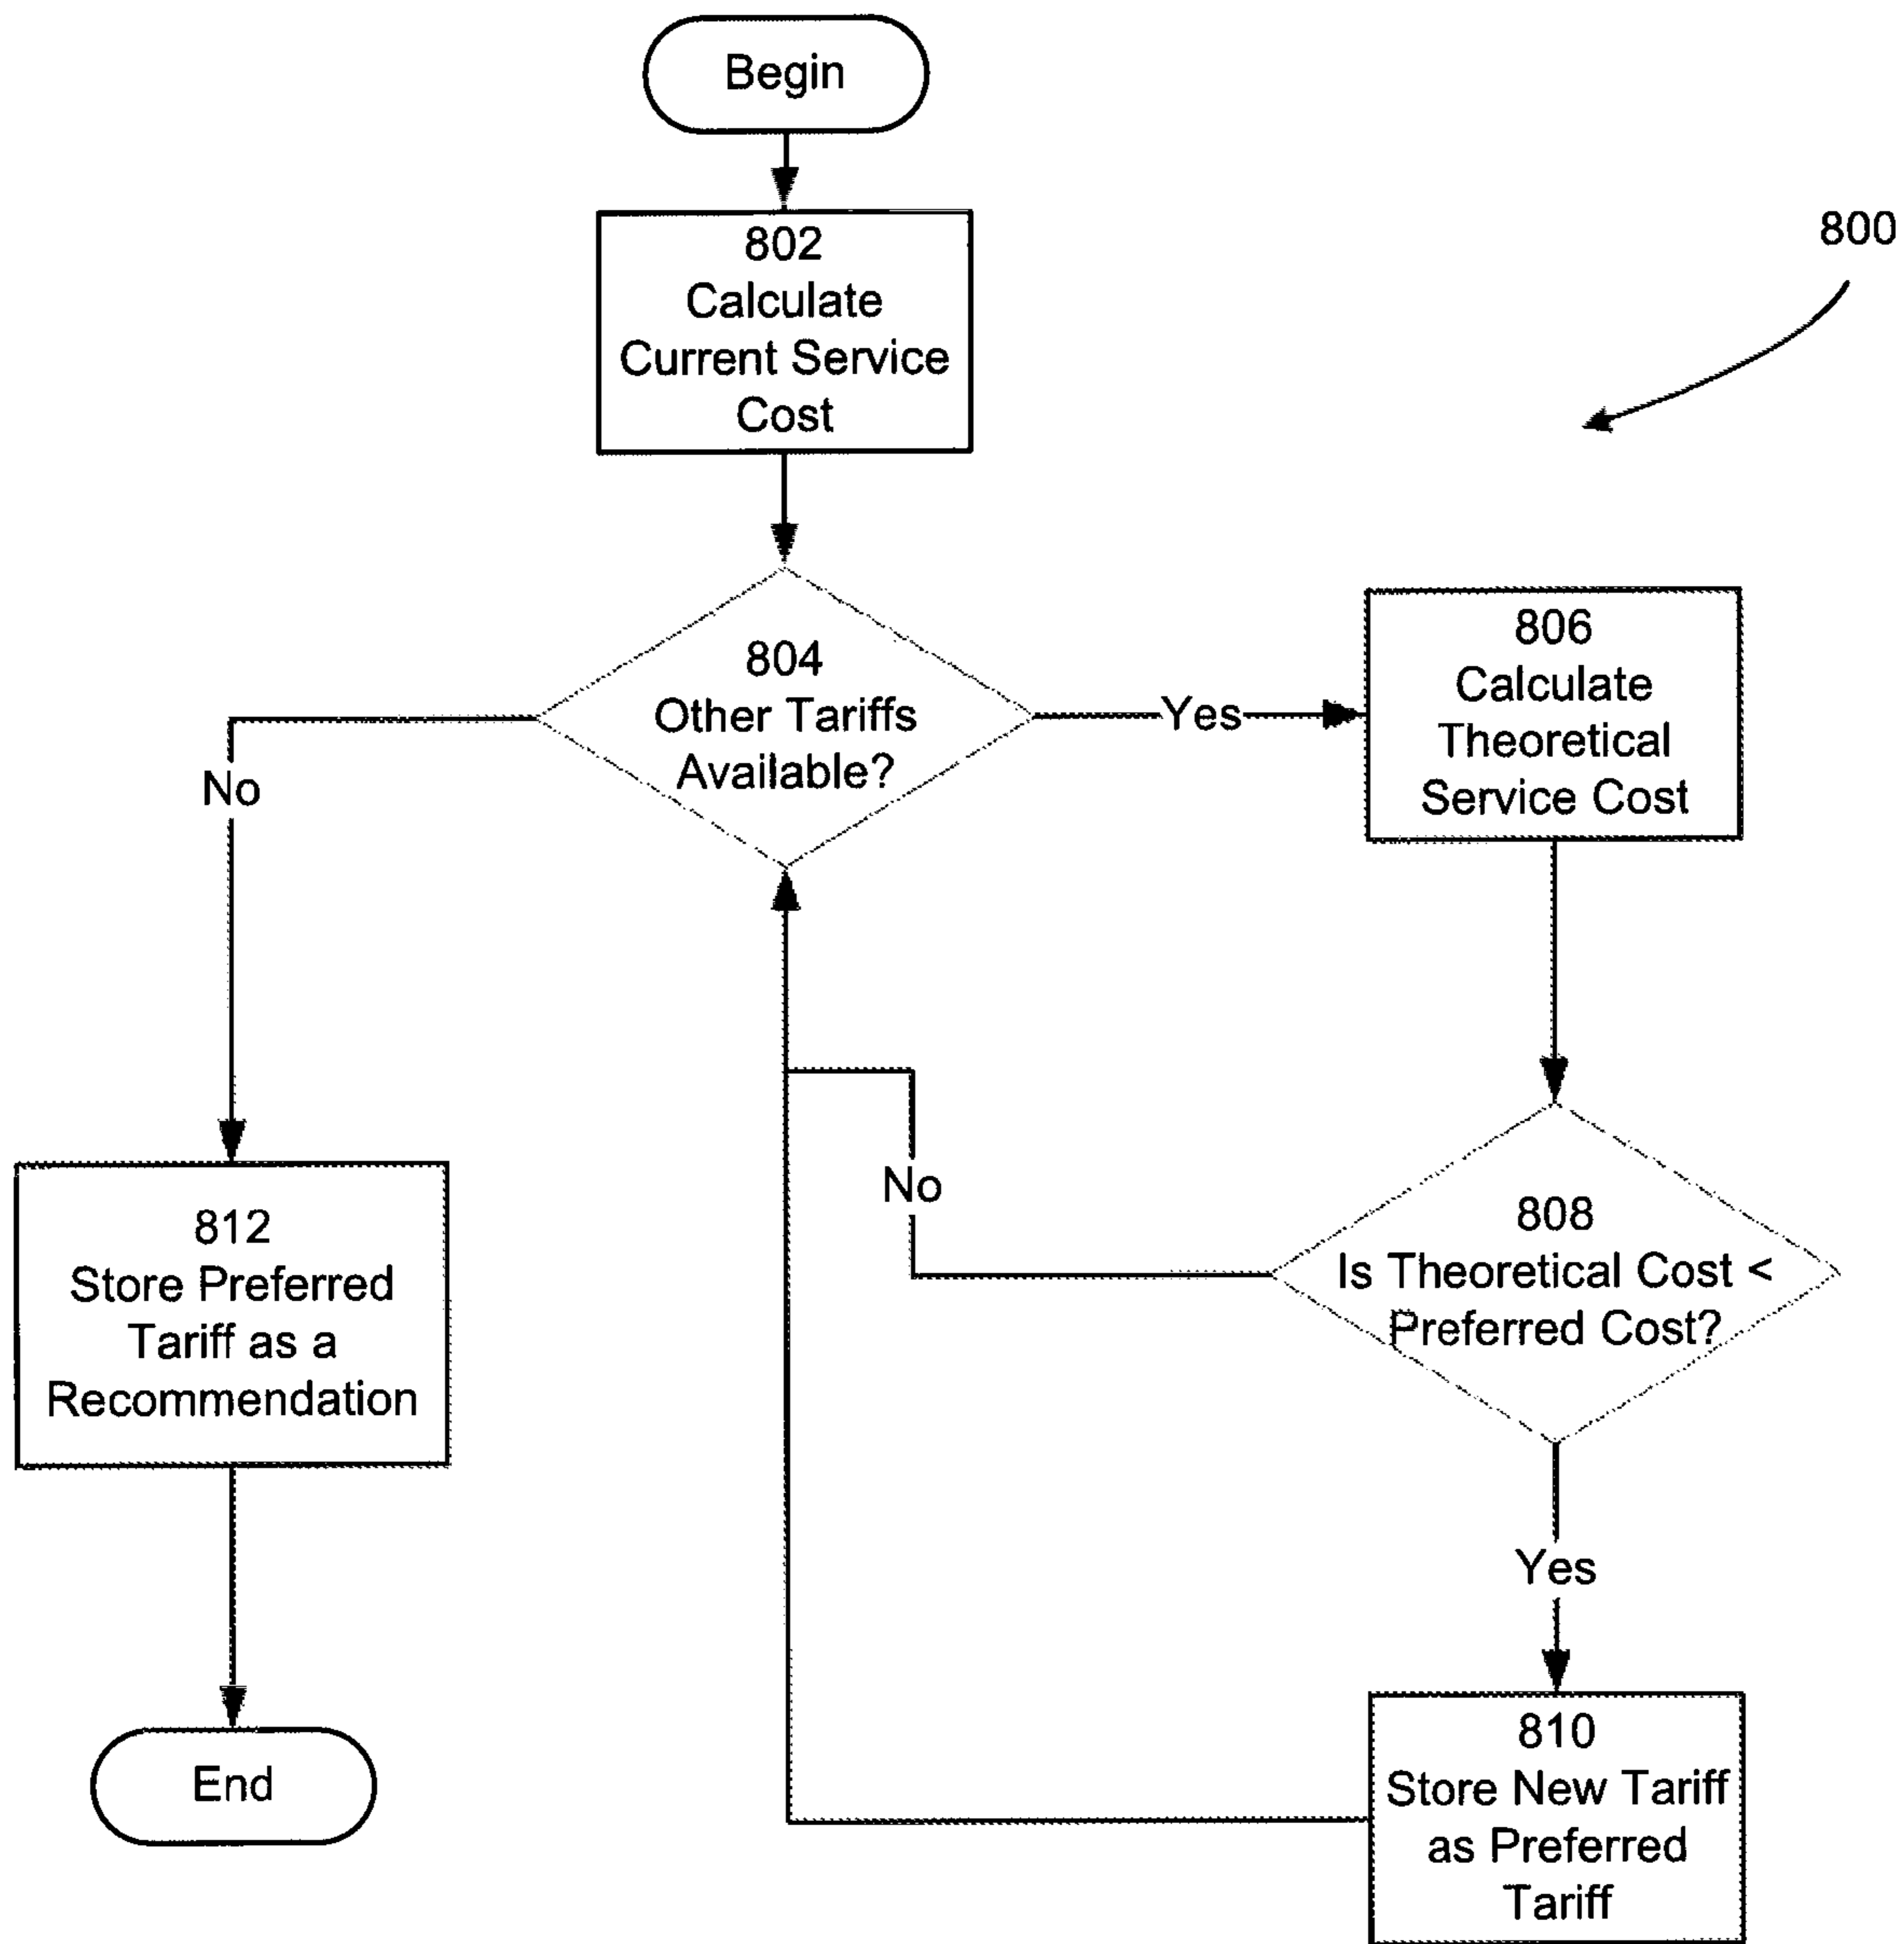 Begin
802
Calculate
Current Service
Cost
800
804
Other Tariffs
Available?
Yes
806
Calculate
Theoretical
Service Cost
No
No
808
Is Theoretical Cost <
Preferred Cost?
812
Store Preferred
Tariff as a
Recommendation
Yes
810
Store New Tariff
as Preferred
Tariff
End